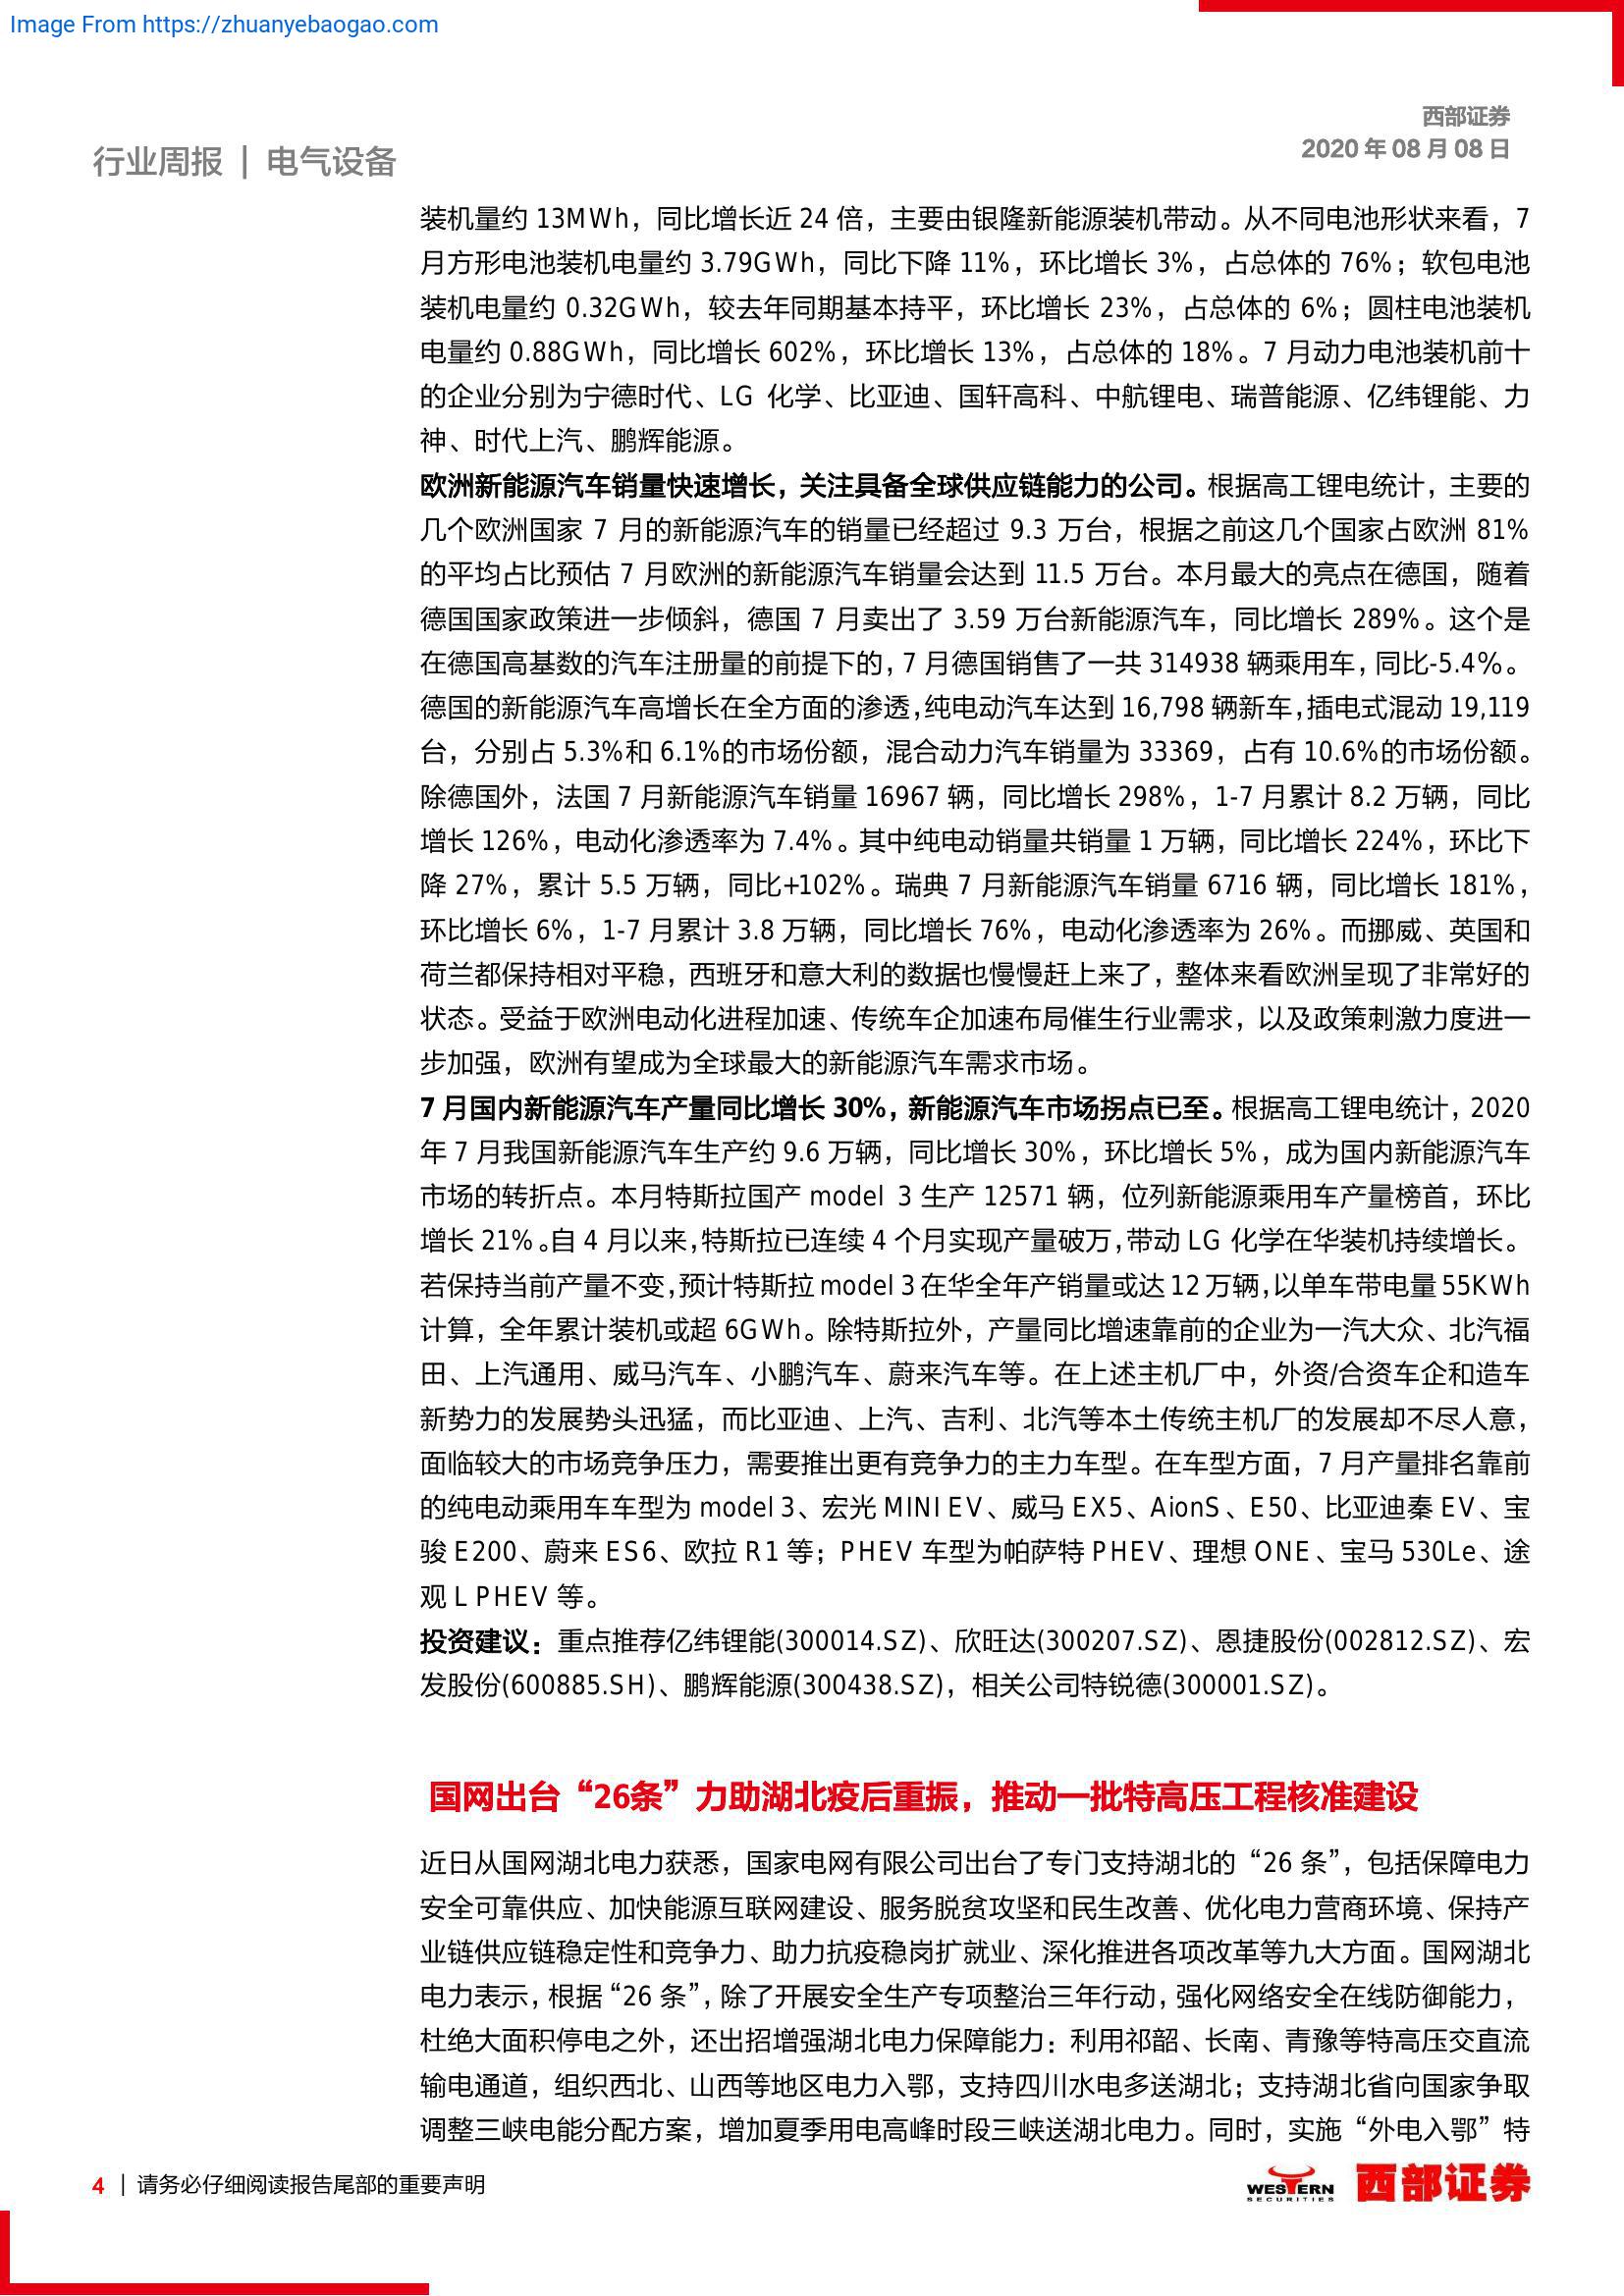 Image From https://zhuanyebaogao.com
西部证券
2020 年 08 月 08 日
行业周报 | 电气设备
装机量约 13MWh，同比增长近 24 倍，主要由银隆新能源装机带动。从不同电池形状来看，7
月方形电池装机电量约 3.79GWh，同比下降 11%，环比增长 3%，占总体的 76%；软包电池
装机电量约 0.32GWh，较去年同期基本持平，环比增长 23%，占总体的 6%；圆柱电池装机
电量约 0.88GWh，同比增长 602%，环比增长 13%，占总体的 18%。7 月动力电池装机前十
的企业分别为宁德时代、LG 化学、比亚迪、国轩高科、中航锂电、瑞普能源、亿纬锂能、力
神、时代上汽、鹏辉能源。
欧洲新能源汽车销量快速增长，关注具备全球供应链能力的公司。根据高工锂电统计，主要的
几个欧洲国家 7 月的新能源汽车的销量已经超过 9.3 万台，根据之前这几个国家占欧洲 81%
的平均占比预估 7 月欧洲的新能源汽车销量会达到 11.5 万台。本月最大的亮点在德国，随着
德国国家政策进一步倾斜，德国 7 月卖出了 3.59 万台新能源汽车，同比增长 289%。这个是
在德国高基数的汽车注册量的前提下的，7 月德国销售了一共 314938 辆乘用车，同比-5.4%。
德国的新能源汽车高增长在全方面的渗透，纯电动汽车达到 16,798 辆新车，插电式混动 19,119
台，分别占 5.3%和 6.1%的市场份额，混合动力汽车销量为 33369，占有 10.6%的市场份额。
除德国外，法国 7 月新能源汽车销量 16967 辆，同比增长 298%，1-7 月累计 8.2 万辆，同比
增长 126%，电动化渗透率为 7.4%。其中纯电动销量共销量 1 万辆，同比增长 224%，环比下
降 27%，累计 5.5 万辆，同比+102%。瑞典 7 月新能源汽车销量 6716 辆，同比增长 181%，
环比增长 6%，1-7 月累计 3.8 万辆，同比增长 76%，电动化渗透率为 26%。而挪威、英国和
荷兰都保持相对平稳，西班牙和意大利的数据也慢慢赶上来了，整体来看欧洲呈现了非常好的
状态。受益于欧洲电动化进程加速、传统车企加速布局催生行业需求，以及政策刺激力度进一
步加强，欧洲有望成为全球最大的新能源汽车需求市场。
7 月国内新能源汽车产量同比增长 30%，新能源汽车市场拐点已至。根据高工锂电统计，2020
年 7 月我国新能源汽车生产约 9.6 万辆，同比增长 30%，环比增长 5%，成为国内新能源汽车
市场的转折点。本月特斯拉国产 model 3 生产 12571 辆，位列新能源乘用车产量榜首，环比
增长 21%。自 4 月以来，特斯拉已连续 4 个月实现产量破万，带动 LG 化学在华装机持续增长。
若保持当前产量不变，预计特斯拉 model 3 在华全年产销量或达 12 万辆，以单车带电量 55KWh
计算，全年累计装机或超 6GWh。除特斯拉外，产量同比增速靠前的企业为一汽大众、北汽福
田、上汽通用、威马汽车、小鹏汽车、蔚来汽车等。在上述主机厂中，外资/合资车企和造车
新势力的发展势头迅猛，而比亚迪、上汽、吉利、北汽等本土传统主机厂的发展却不尽人意，
面临较大的市场竞争压力，需要推出更有竞争力的主力车型。在车型方面，7 月产量排名靠前
的纯电动乘用车车型为 model 3、宏光 MINI EV、威马 EX5、AionS、E50、比亚迪秦 EV、宝
骏 E200、蔚来 ES6、欧拉 R1 等；PHEV 车型为帕萨特 PHEV、理想 ONE、宝马 530Le、途
观 L PHEV 等。
投资建议：重点推荐亿纬锂能(300014.SZ)、欣旺达(300207.SZ)、恩捷股份(002812.SZ)、宏
发股份(600885.SH)、鹏辉能源(300438.SZ)，相关公司特锐德(300001.SZ)。
国网出台“26条”力助湖北疫后重振，推动一批特高压工程核准建设
近日从国网湖北电力获悉，国家电网有限公司出台了专门支持湖北的“26 条”，包括保障电力
安全可靠供应、加快能源互联网建设、服务脱贫攻坚和民生改善、优化电力营商环境、保持产
业链供应链稳定性和竞争力、助力抗疫稳岗扩就业、深化推进各项改革等九大方面。国网湖北
电力表示，根据“26 条”，除了开展安全生产专项整治三年行动，强化网络安全在线防御能力，
杜绝大面积停电之外，还出招增强湖北电力保障能力：利用祁韶、长南、青豫等特高压交直流
输电通道，组织西北、山西等地区电力入鄂，支持四川水电多送湖北；支持湖北省向国家争取
调整三峡电能分配方案，增加夏季用电高峰时段三峡送湖北电力。同时，实施“外电入鄂”特
4 | 请务必仔细阅读报告尾部的重要声明
WESTERN
SECURITIES
西部证券